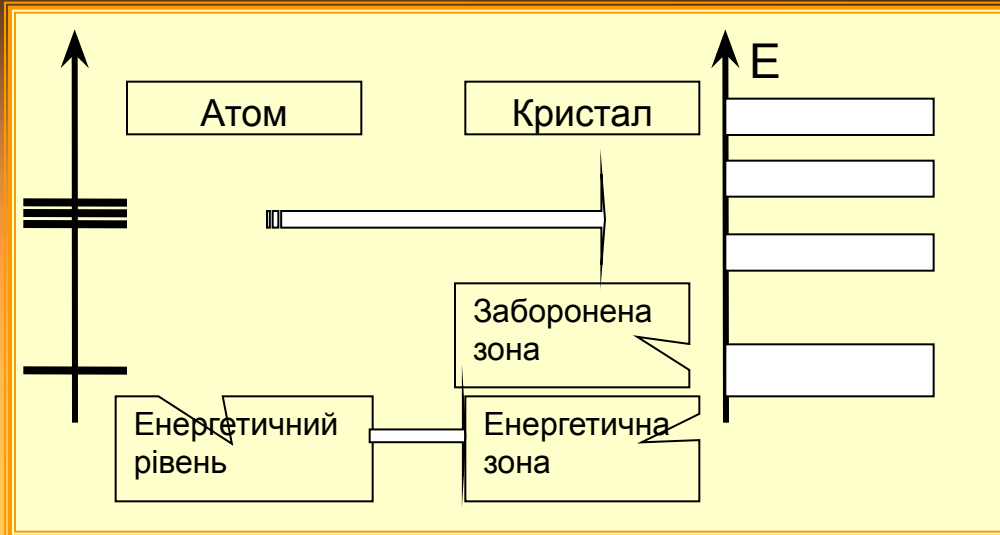 E
Атом
Кристал
Заборонена
зона
Енергетичний
рівень
Енергетична
зона